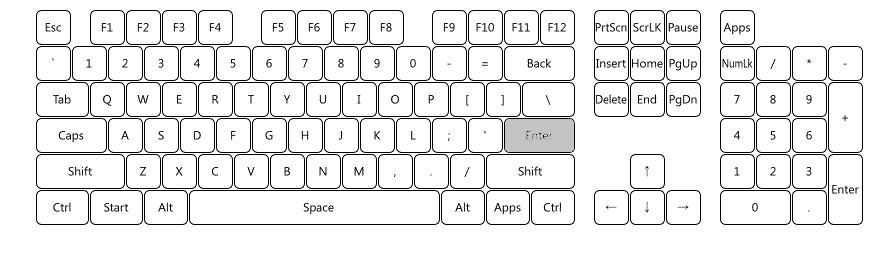 Esc F1 F2 F3 F4 F5 F6 F7 F8 F9 F10 F11 F12 PrtScn ScrLK Pause Apps
` 1 2 3 4 5 6 7 8 9 0 - = Back Insert Home PgUp NumLk / * -
Tab Q W E R T Y U I O P [ ] \ Delete End PgDn 7 8 9 +
Caps A S D F G H J K L ; ' Enter 4 5 6
Shift Z X C V B N M , . / Shift ↑ 1 2 3 Enter
Ctrl Start Alt Space Alt Apps Ctrl ← ↓ → 0 .